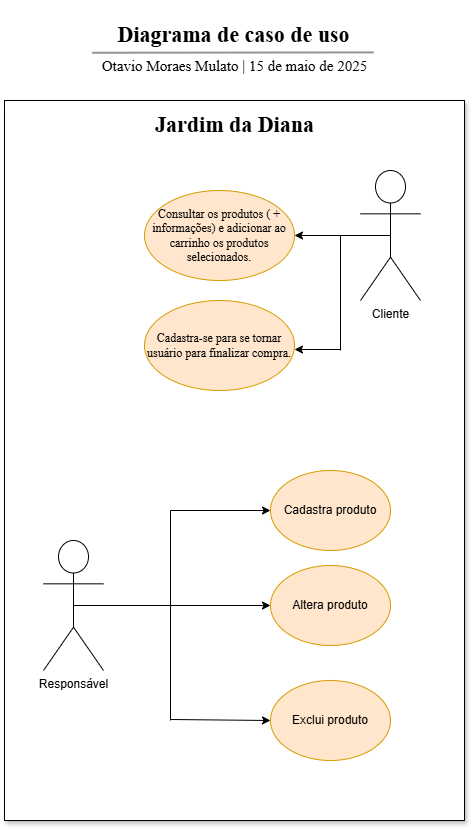 Diagrama de caso de uso
Otavio Moraes Mulato | 15 de maio de 2025
Jardim da Diana
Consultar os produtos ( +
informações) e adicionar ao
carrinho os produtos
selecionados.
Cliente
Cadastra-se para se tornar
usuário para finalizar compra.
Cadastra produto
Altera produto
Responsável
Exclui produto